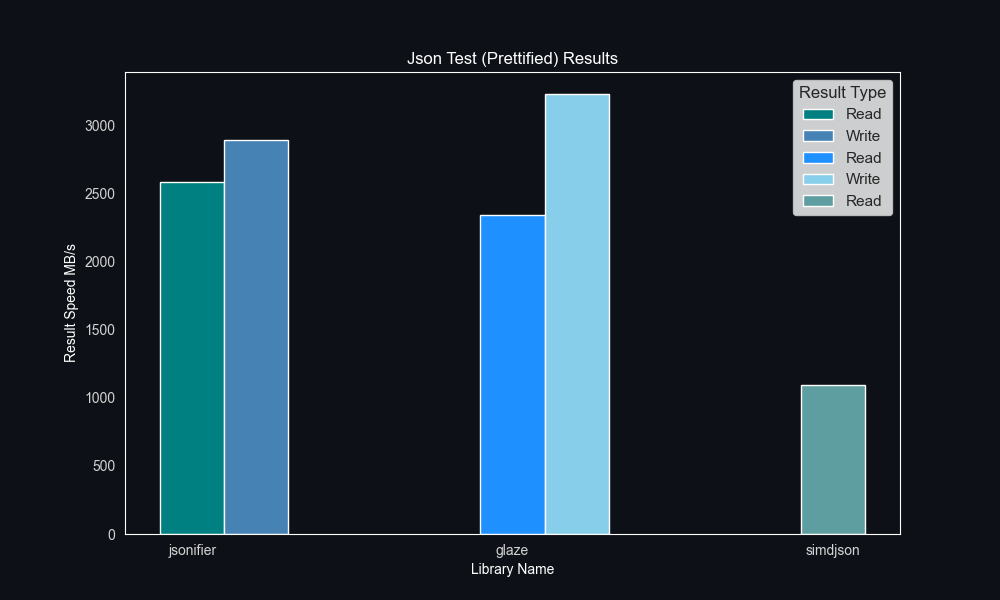 Json Test (Prettified) Results
Result Type
Read
Write
Read
Write
Read
3000
2500
2000
1500
1000
500
0
Result Speed MB/s
jsonifier
glaze
simdjson
Library Name